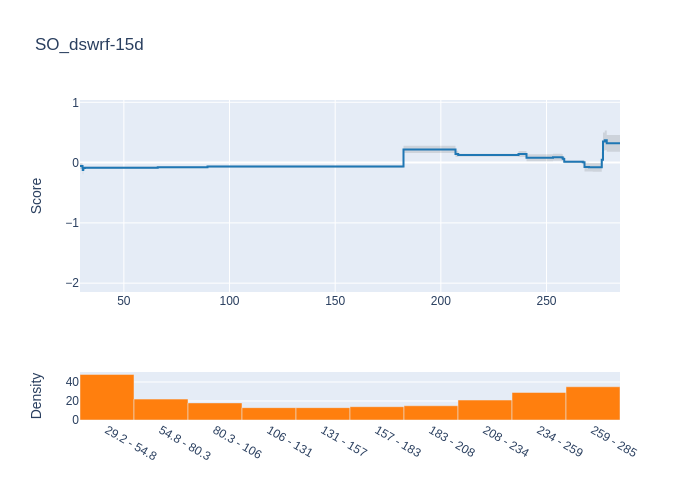 SO_dswrf-15d
Score
1
0
−1
−2
50
100
150
200
250
Density
40
20
0
29.2 - 54.8
54.8 - 80.3
80.3 - 106
106 - 131
131 - 157
157 - 183
183 - 208
208 - 234
234 - 259
259 - 285